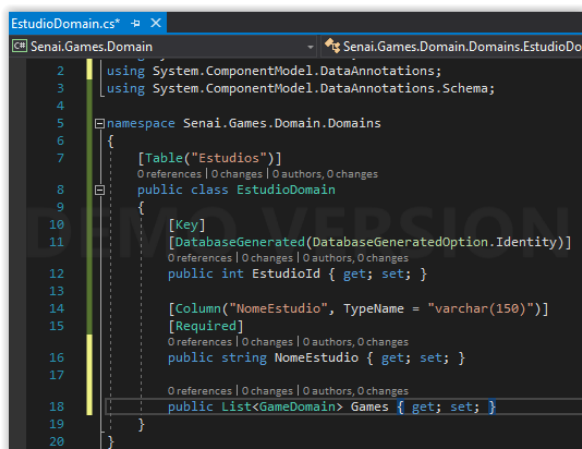 EstudioDomain.cs*
C# Senai.Games.Domain Senai.Games.Domain.Domains.EstudioDo
2 using System.ComponentModel.DataAnnotations;
3 using System.ComponentModel.DataAnnotations.Schema;
4
5 namespace Senai.Games.Domain.Domains
6 {
7 [Table("Estudios")]
0 references | 0 changes | 0 authors, 0 changes
8 public class EstudioDomain
9 {
10 [Key]
11 [DatabaseGenerated(DatabaseGeneratedOption.Identity)]
0 references | 0 changes | 0 authors, 0 changes
12 public int EstudioId { get; set; }
13
14 [Column("NomeEstudio", TypeName = "varchar(150)")]
15 [Required]
0 references | 0 changes | 0 authors, 0 changes
16 public string NomeEstudio { get; set; }
17
0 references | 0 changes | 0 authors, 0 changes
18 public List<GameDomain> Games { get; set; }
19 }
20 }
DEMO VERSION